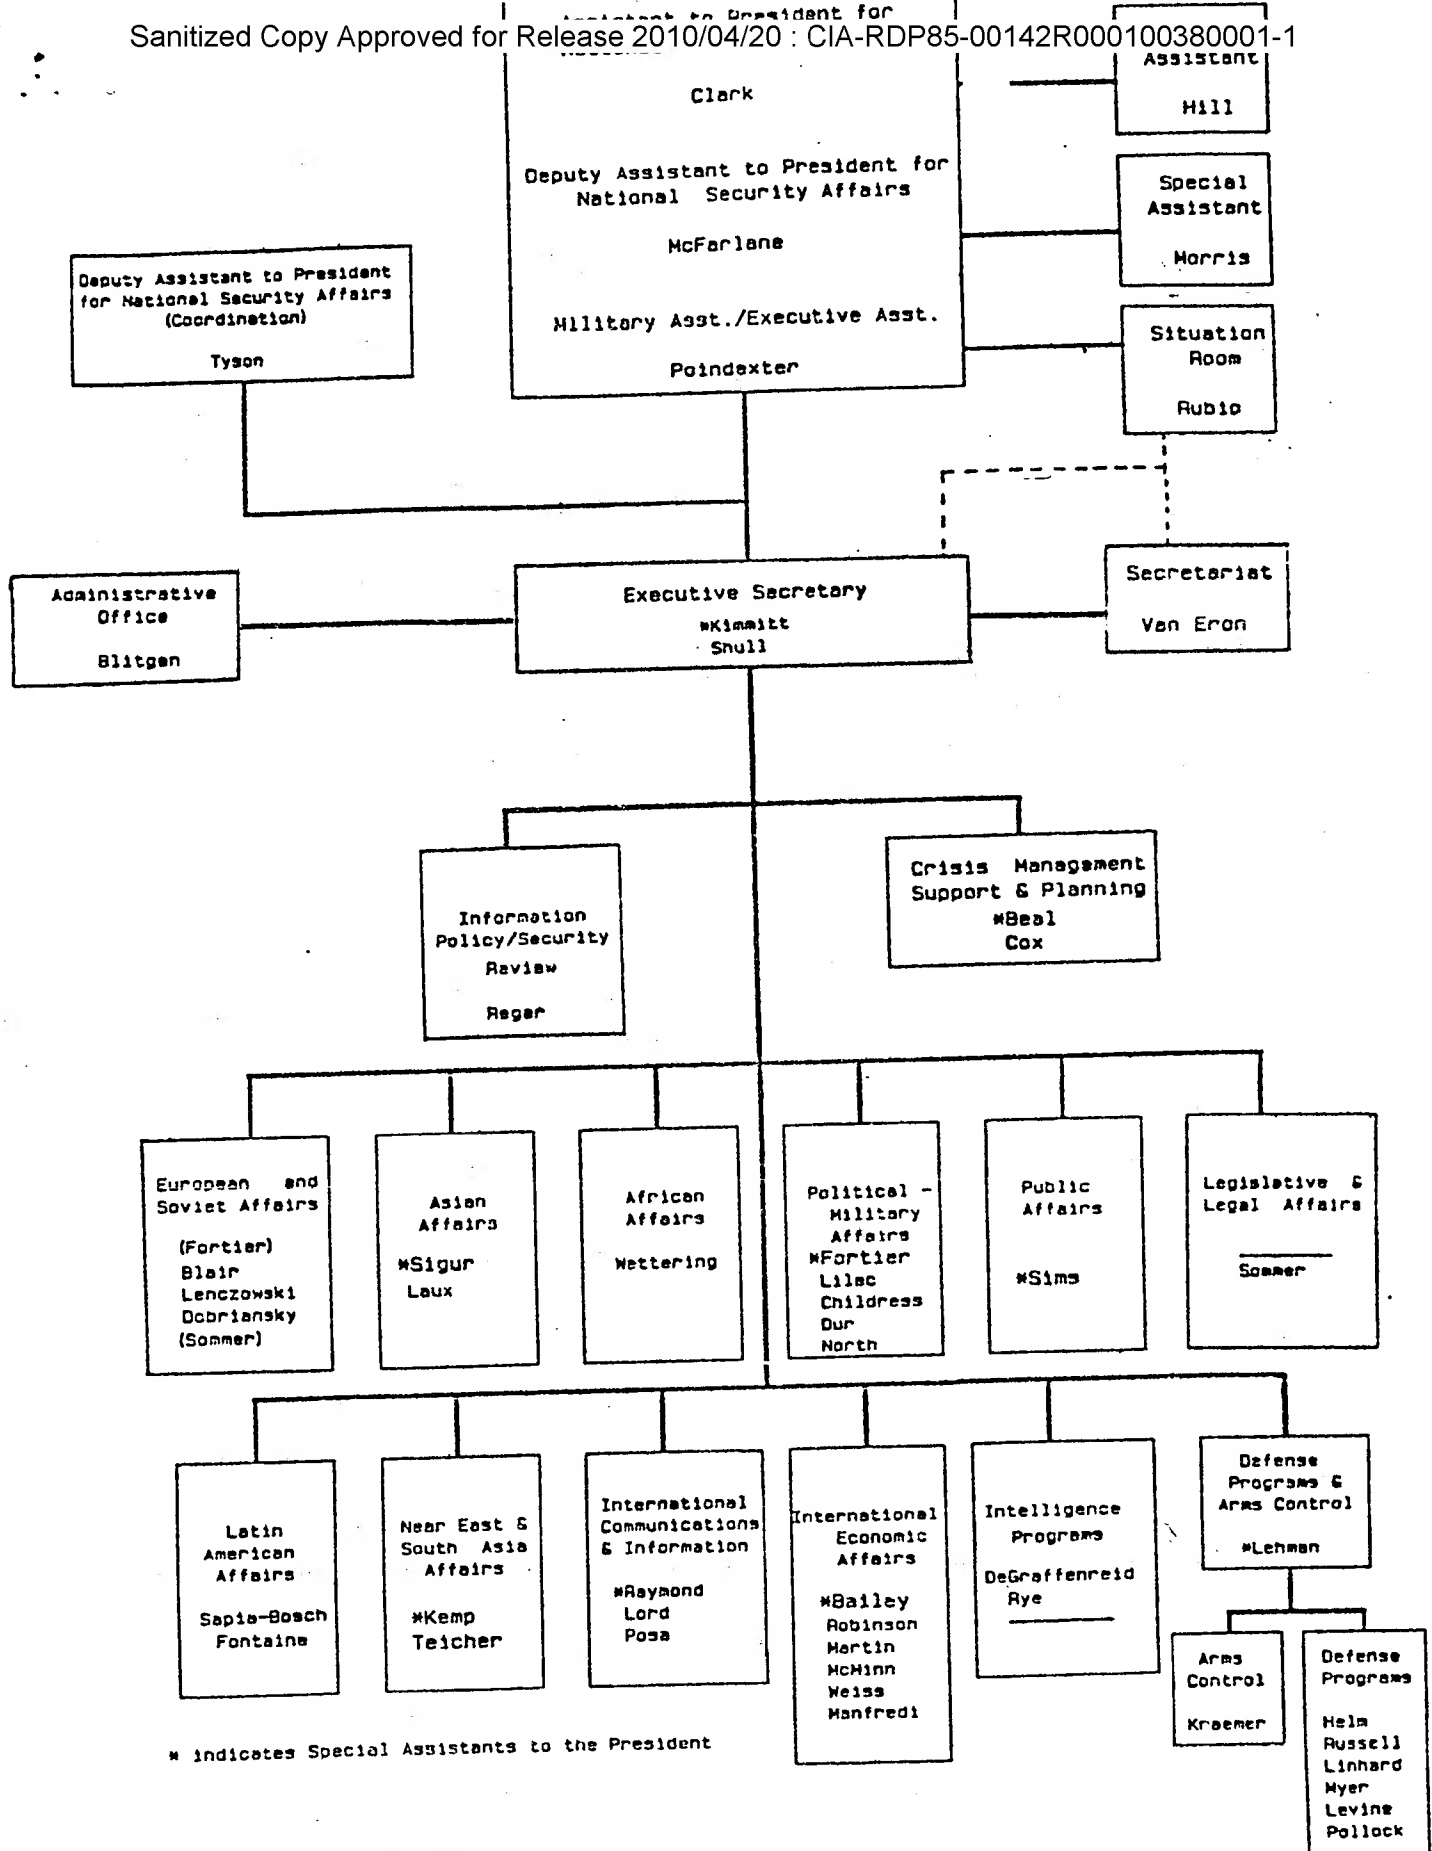 Assistant to President for
Sanitized Copy Approved for Release 2010/04/20 : CIA-RDP85-00142R000100380001-1
Clark
Deputy Assistant to President for
National Security Affairs
McFarlane
Military Asst./Executive Asst.
Poindexter
Assistant
Hill
Special
Assistant
Morris
Situation
Room
Rubio
Deputy Assistant to President
for National Security Affairs
(Coordination)
Tyson
Administrative
Office
Blitgen
Executive Secretary
*Kimmitt
Shull
Secretariat
Van Eron
Information
Policy/Security
Review
Reger
Crisis Management
Support & Planning
*Beal
Cox
European and
Soviet Affairs
(Fortier)
Blair
Lenczowski
Dobriansky
(Sommer)
Asian
Affairs
*Sigur
Laux
African
Affairs
Wettering
Political -
Military
Affairs
*Fortier
Lilac
Childress
Dur
North
Public
Affairs
*Sims
Legislative &
Legal Affairs
Sommer
Latin
American
Affairs
Sapia-Bosch
Fontaine
Near East &
South Asia
Affairs
*Kemp
Teicher
International
Communications
& Information
*Raymond
Lord
Posa
International
Economic
Affairs
*Bailey
Robinson
Martin
McMinn
Weiss
Manfredi
Intelligence
Programs
DeGraffenreid
Rye
Defense
Programs &
Arms Control
*Lehman
Arms
Control
Kraemer
Defense
Programs
Helm
Russell
Linhard
Myer
Levine
Pollock
* indicates Special Assistants to the President